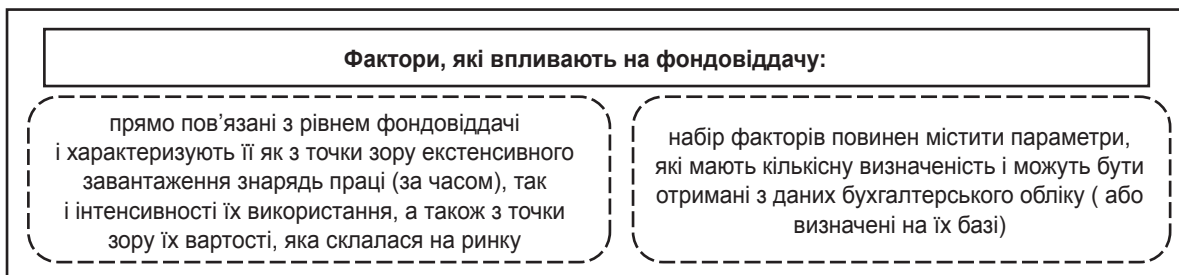 Фактори, які впливають на фондовіддачу:
прямо пов’язані з рівнем фондовіддачі
і характеризують її як з точки зору екстенсивного
завантаження знарядь праці (за часом), так
і інтенсивності їх використання, а також з точки
зору їх вартості, яка склалася на ринку
набір факторів повинен містити параметри,
які мають кількісну визначеність і можуть бути
отримані з даних бухгалтерського обліку ( або
визначені на їх базі)